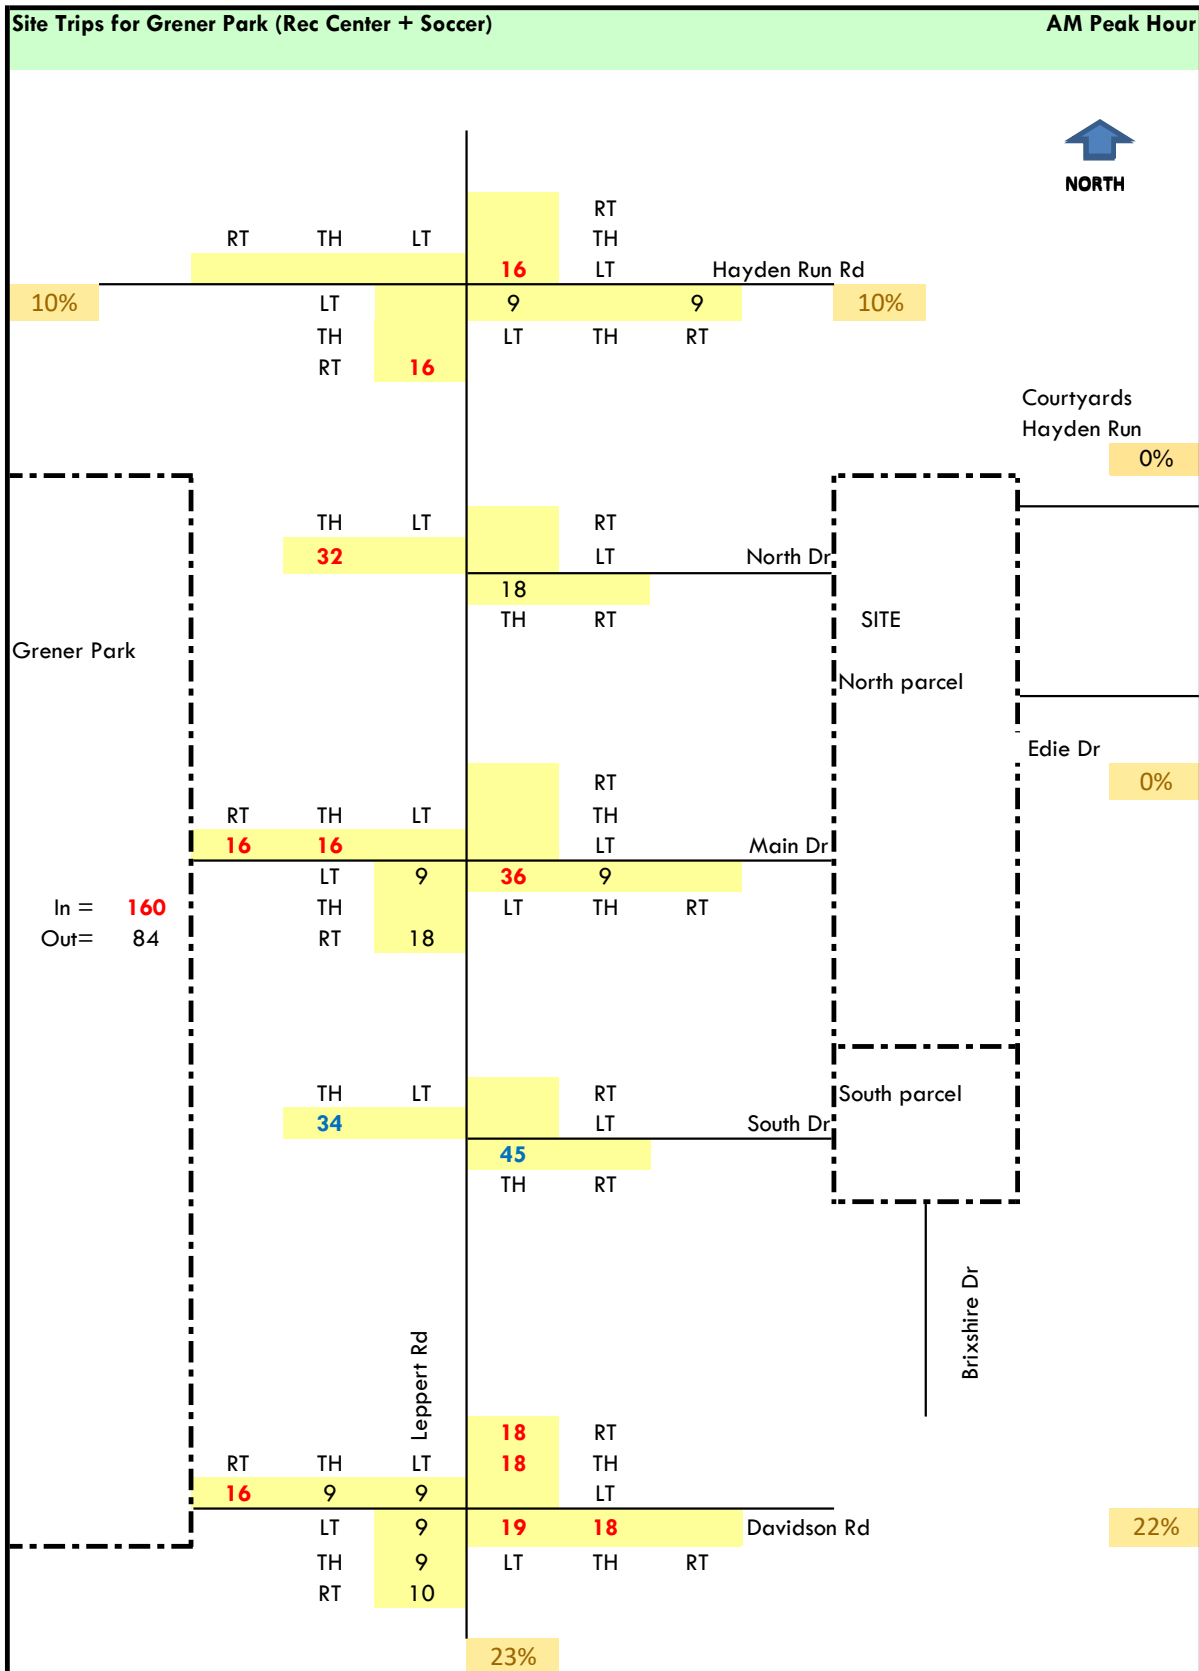 Site Trips for Grener Park (Rec Center + Soccer) AM Peak Hour
NORTH
RT
RT TH LT TH
16 LT Hayden Run Rd
10% LT 9 9 10%
TH LT TH RT
RT 16
Courtyards
Hayden Run
0%
TH LT RT
32 LT North Dr
18
TH RT SITE
Grener Park
North parcel
Edie Dr
RT 0%
RT TH LT TH
16 16 LT Main Dr
LT 9 36 9
In = 160 TH LT TH RT
Out= 84 RT 18
TH LT RT South parcel
34 LT South Dr
45
TH RT
Brixshire Dr
Leppert Rd
18 RT
RT TH LT 18 TH
16 9 9 LT
LT 9 19 18 Davidson Rd 22%
TH 9 LT TH RT
RT 10
23%